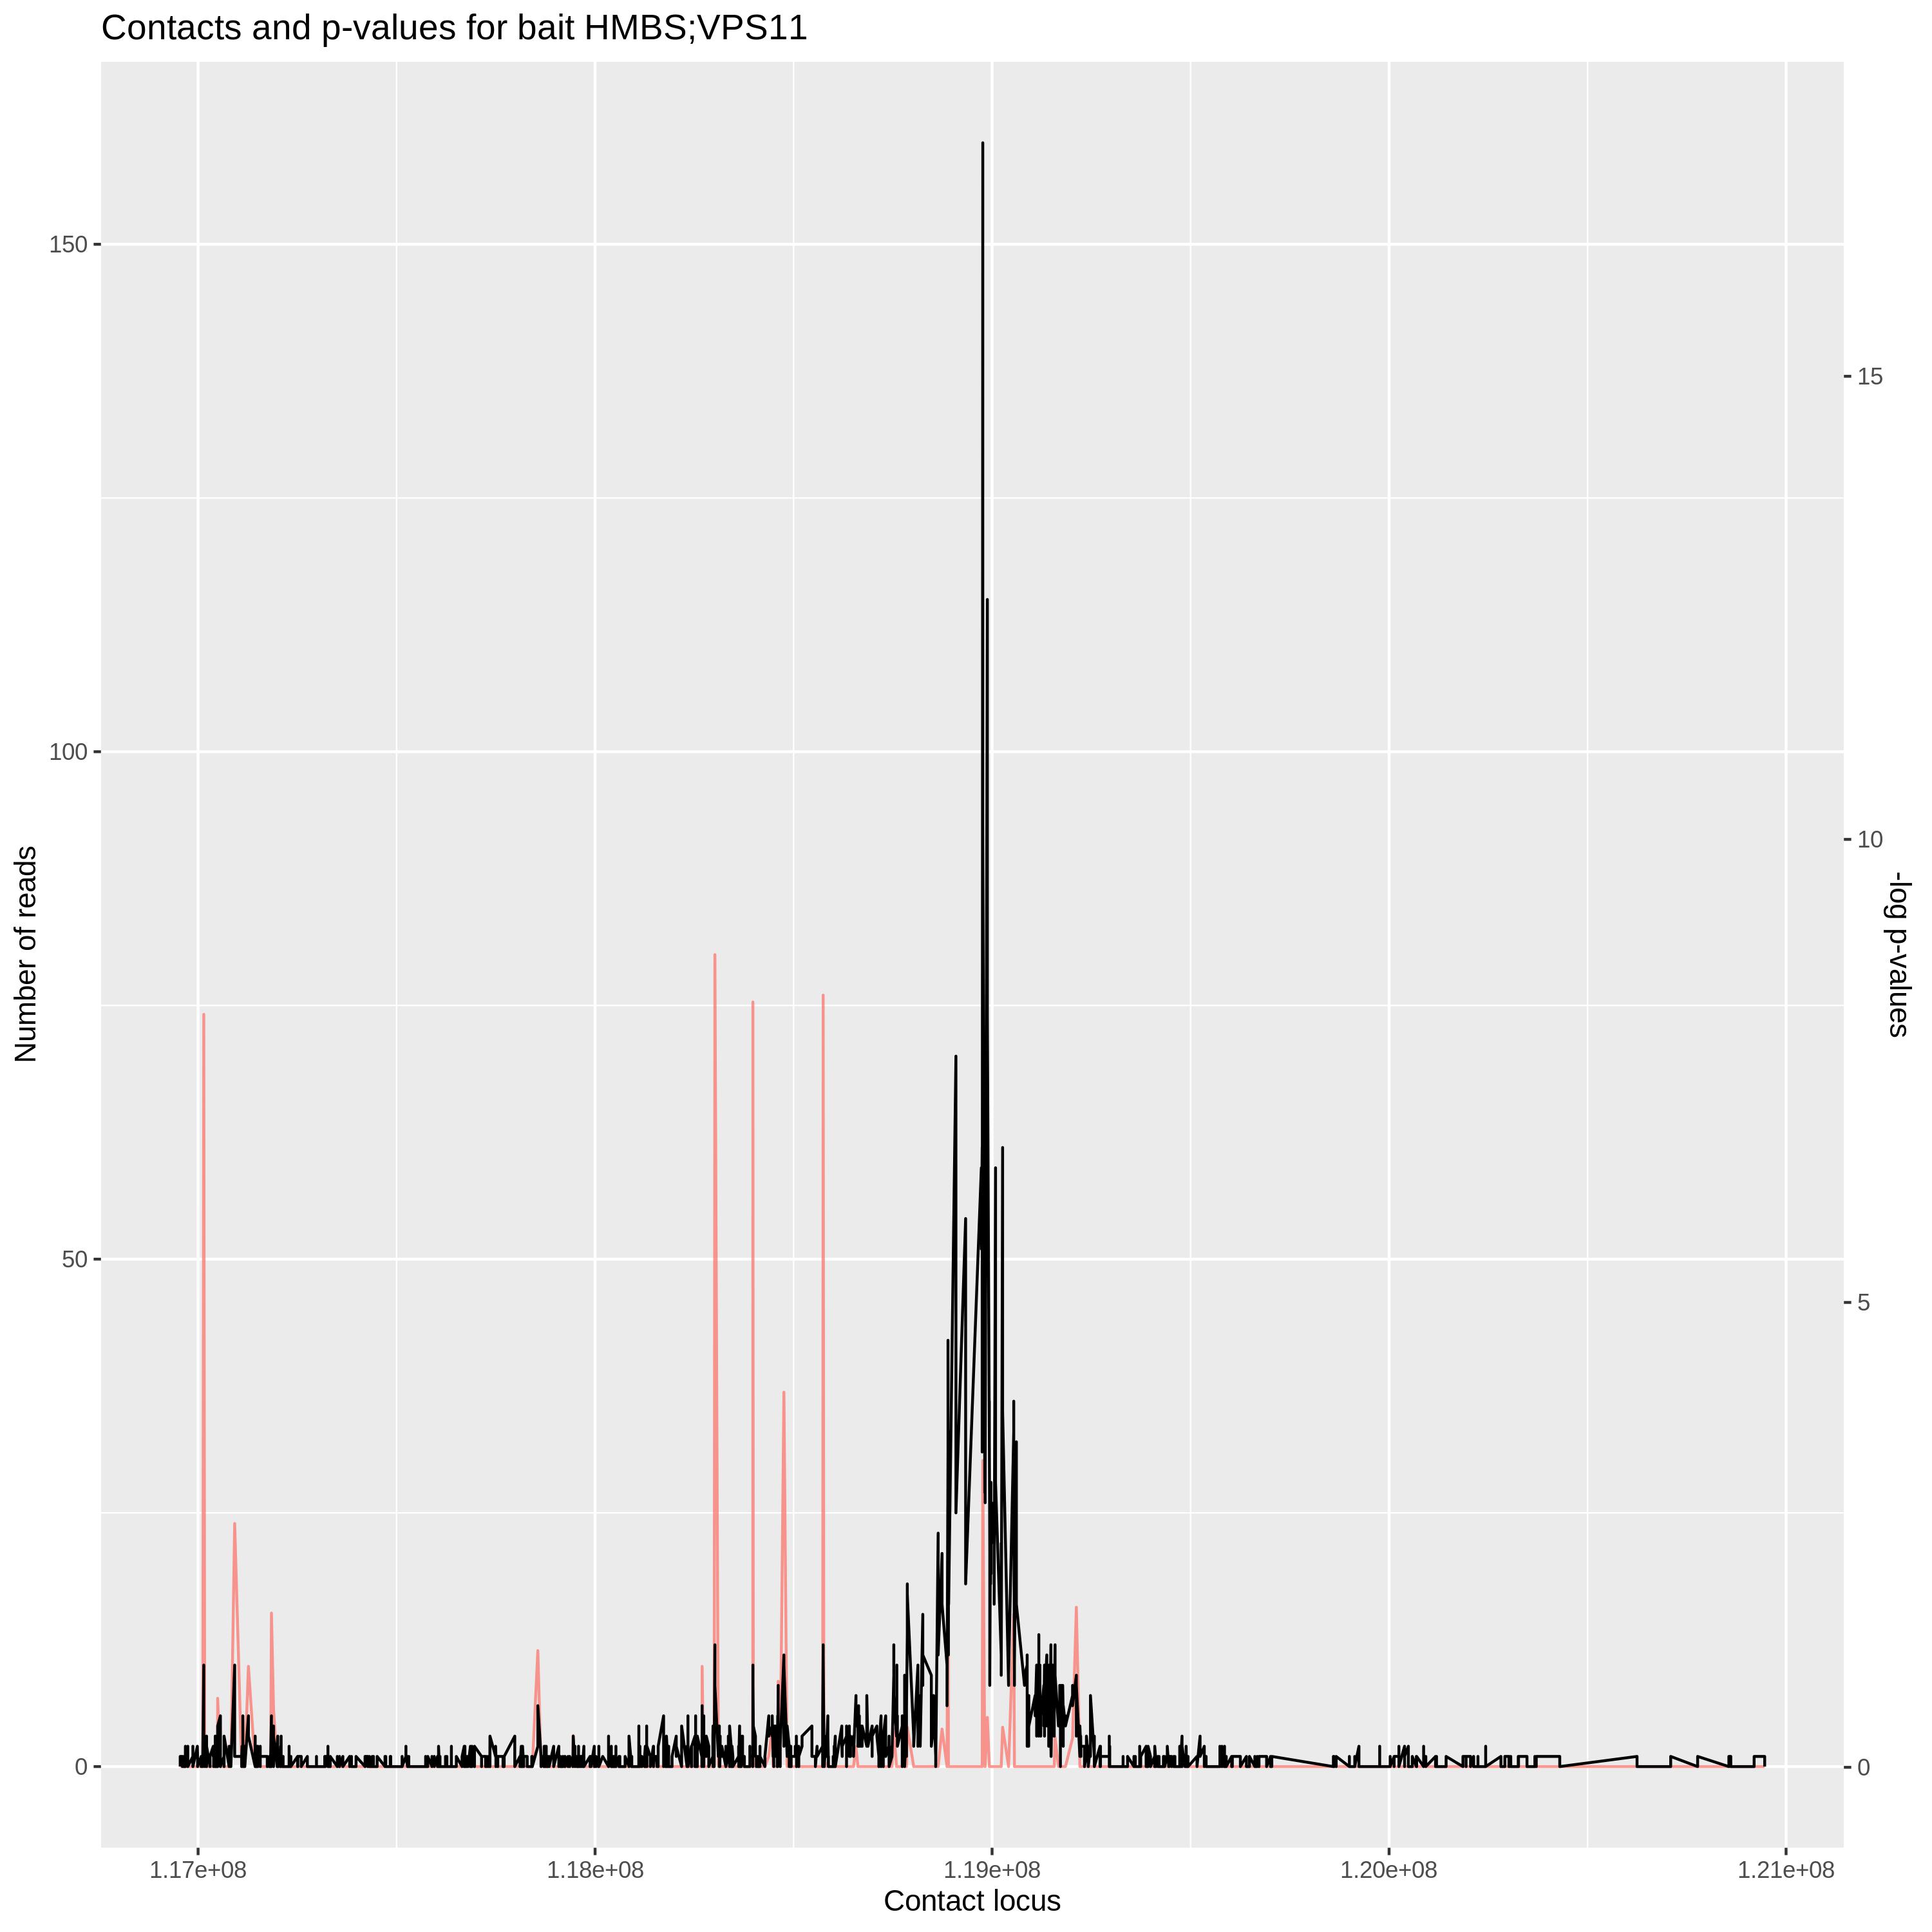 Contacts and p-values for bait HMBS;VPS11
150
100
50
0
Number of reads
15
10
5
0
-log p-values
1.17e+08
1.18e+08
1.19e+08
1.20e+08
1.21e+08
Contact locus